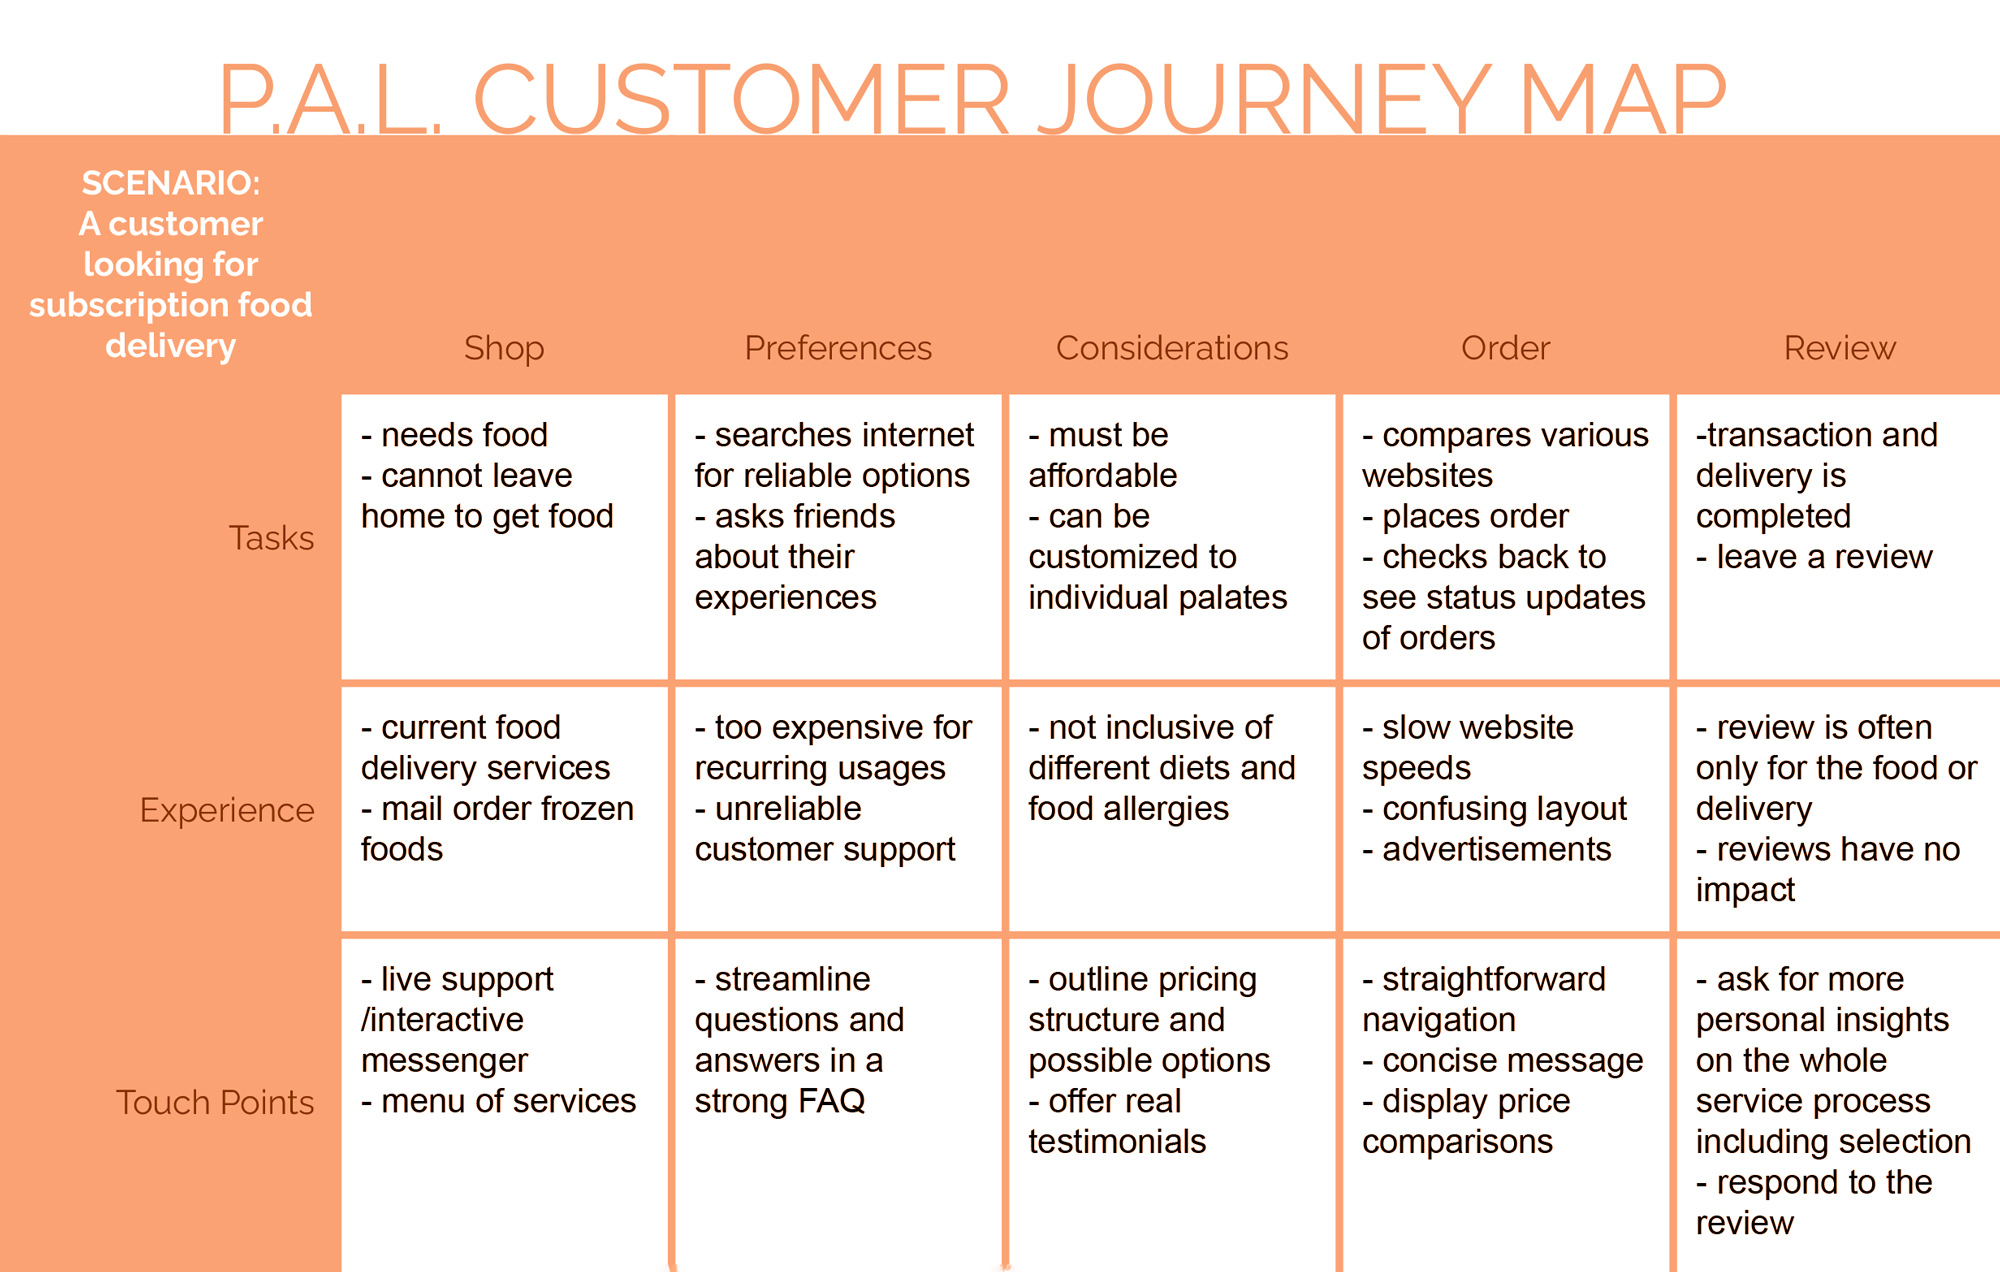 P.A.L. CUSTOMER JOURNEY MAP
SCENARIO:
A customer
looking for
subscription food
delivery
Shop
Preferences
Considerations
Order
Review
Tasks
- needs food
- cannot leave
home to get food
- searches internet
for reliable options
- asks friends
about their
experiences
- must be
affordable
- can be
customized to
individual palates
- compares various
websites
- places order
- checks back to
see status updates
of orders
-transaction and
delivery is
completed
- leave a review
Experience
- current food
delivery services
- mail order frozen
foods
- too expensive for
recurring usages
- unreliable
customer support
- not inclusive of
different diets and
food allergies
- slow website
speeds
- confusing layout
- advertisements
- review is often
only for the food or
delivery
- reviews have no
impact
Touch Points
- live support
/interactive
messenger
- menu of services
- streamline
questions and
answers in a
strong FAQ
- outline pricing
structure and
possible options
- offer real
testimonials
- straightforward
navigation
- concise message
- display price
comparisons
- ask for more
personal insights
on the whole
service process
including selection
- respond to the
review